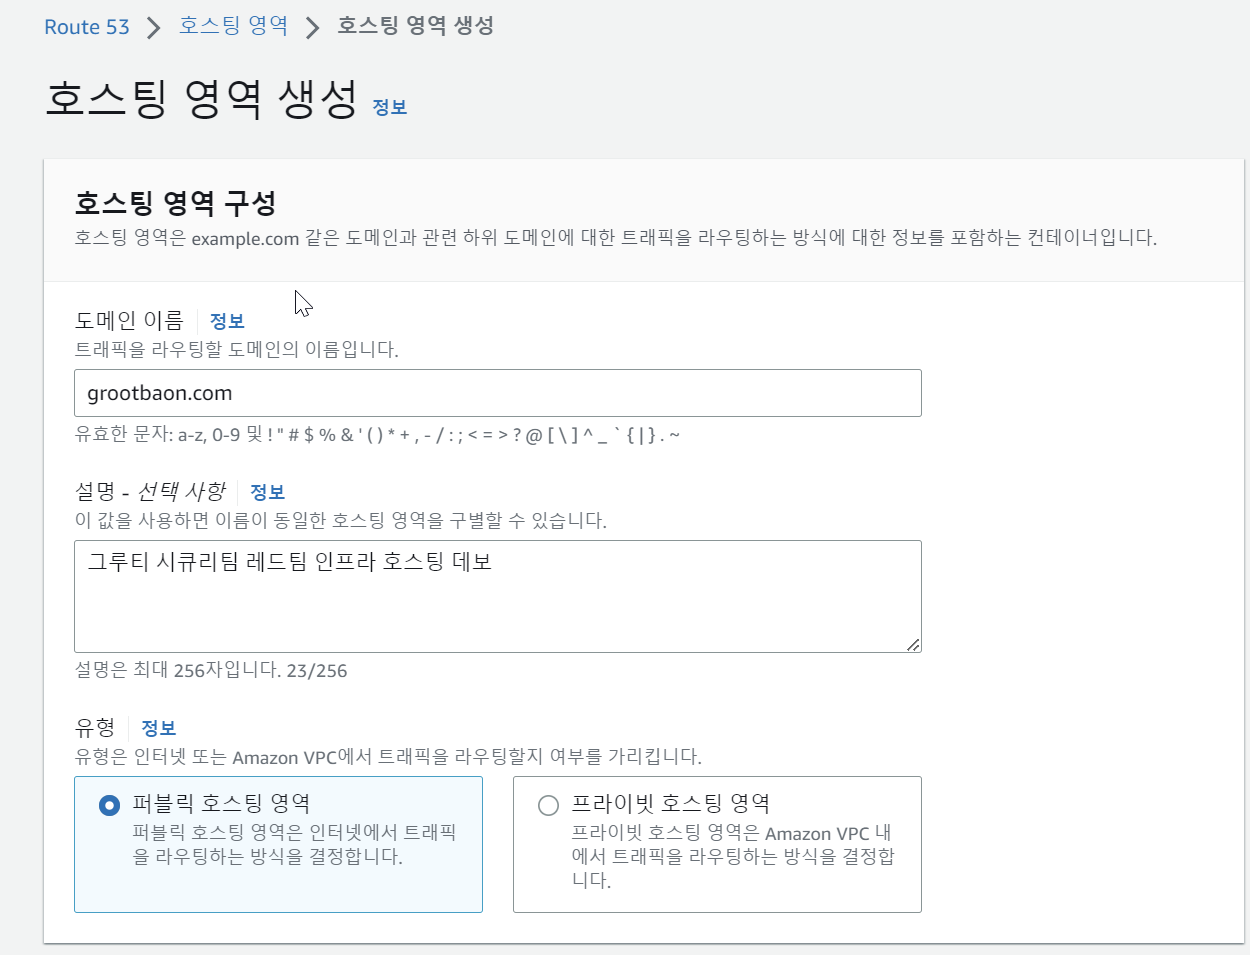 Route 53 > 호스팅 영역 > 호스팅 영역 생성
호스팅 영역 생성 정보
호스팅 영역 구성
호스팅 영역은 example.com 같은 도메인과 관련 하위 도메인에 대한 트래픽을 라우팅하는 방식에 대한 정보를 포함하는 컨테이너입니다.
도메인 이름 정보
트래픽을 라우팅할 도메인의 이름입니다.
grootbaon.com
유효한 문자: a-z, 0-9 및 ! " # $ % & ' ( ) * + , - / : ; < = > ? @ [ \ ] ^ _ ` { | } . ~
설명 - 선택 사항 정보
이 값을 사용하면 이름이 동일한 호스팅 영역을 구별할 수 있습니다.
그루티 시큐리팀 레드팀 인프라 호스팅 데보
설명은 최대 256자입니다. 23/256
유형 정보
유형은 인터넷 또는 Amazon VPC에서 트래픽을 라우팅할지 여부를 가리킵니다.
퍼블릭 호스팅 영역
퍼블릭 호스팅 영역은 인터넷에서 트래픽
을 라우팅하는 방식을 결정합니다.
프라이빗 호스팅 영역
프라이빗 호스팅 영역은 Amazon VPC 내
에서 트래픽을 라우팅하는 방식을 결정합
니다.